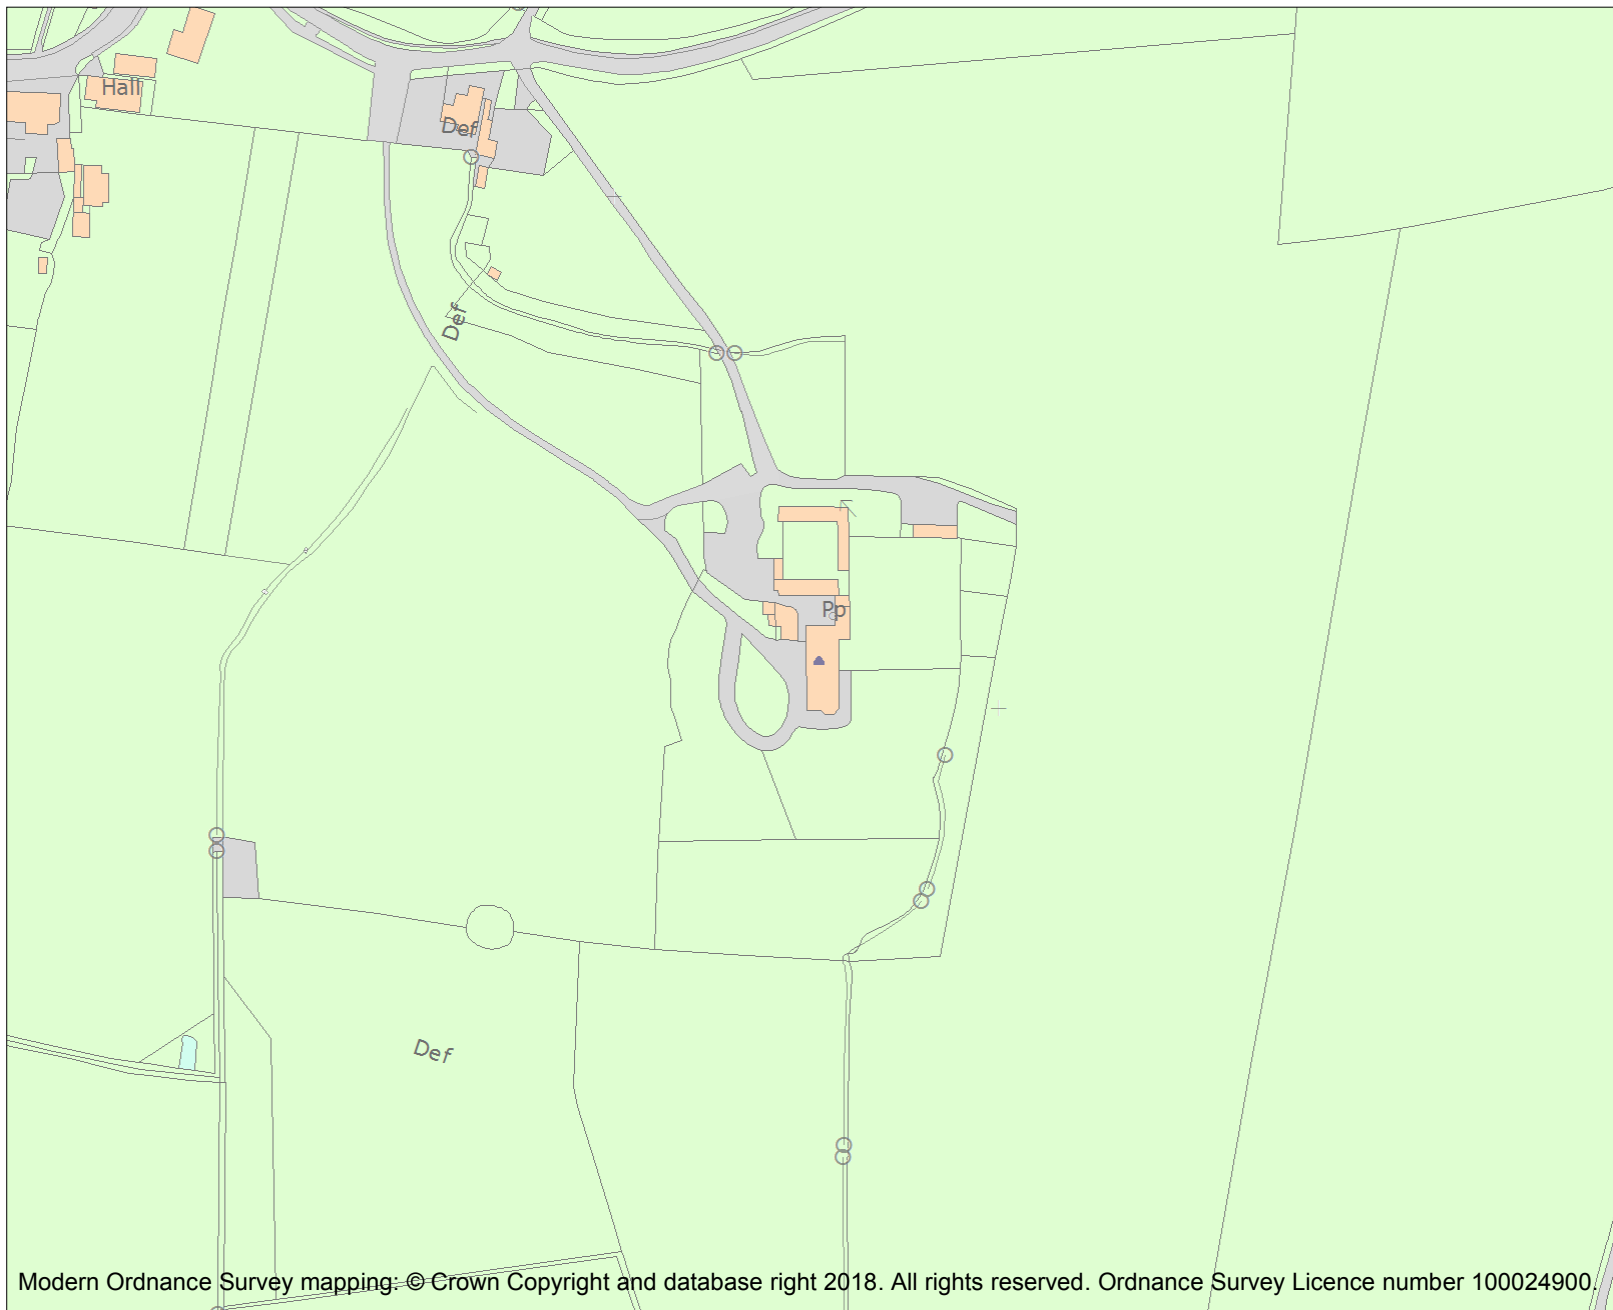 Hall
Def
Def
Pp
Def
Modern Ordnance Survey mapping: © Crown Copyright and database right 2018. All rights reserved. Ordnance Survey Licence number 100024900.